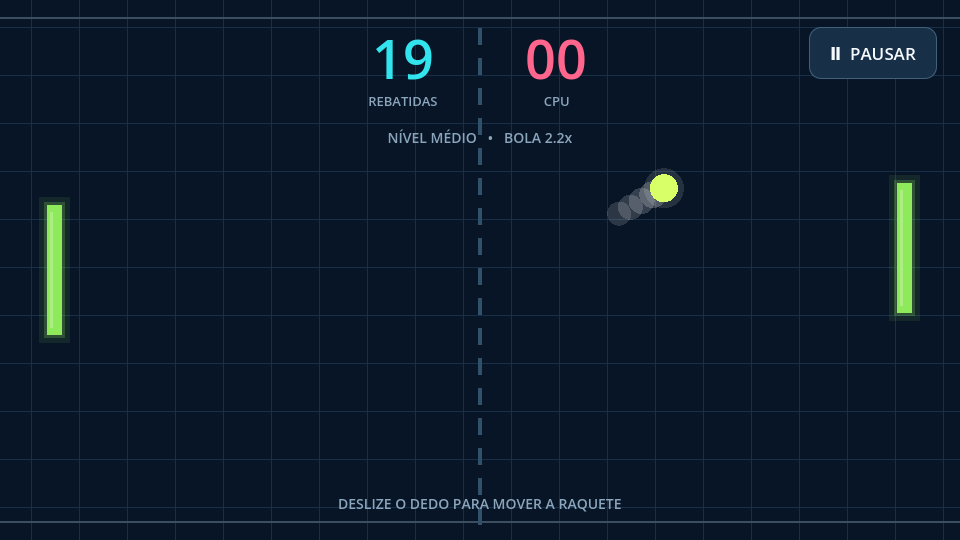 19
00
PAUSAR
REBATIDAS
CPU
NÍVEL MÉDIO • BOLA 2.2x
DESLIZE O DEDO PARA MOVER A RAQUETE